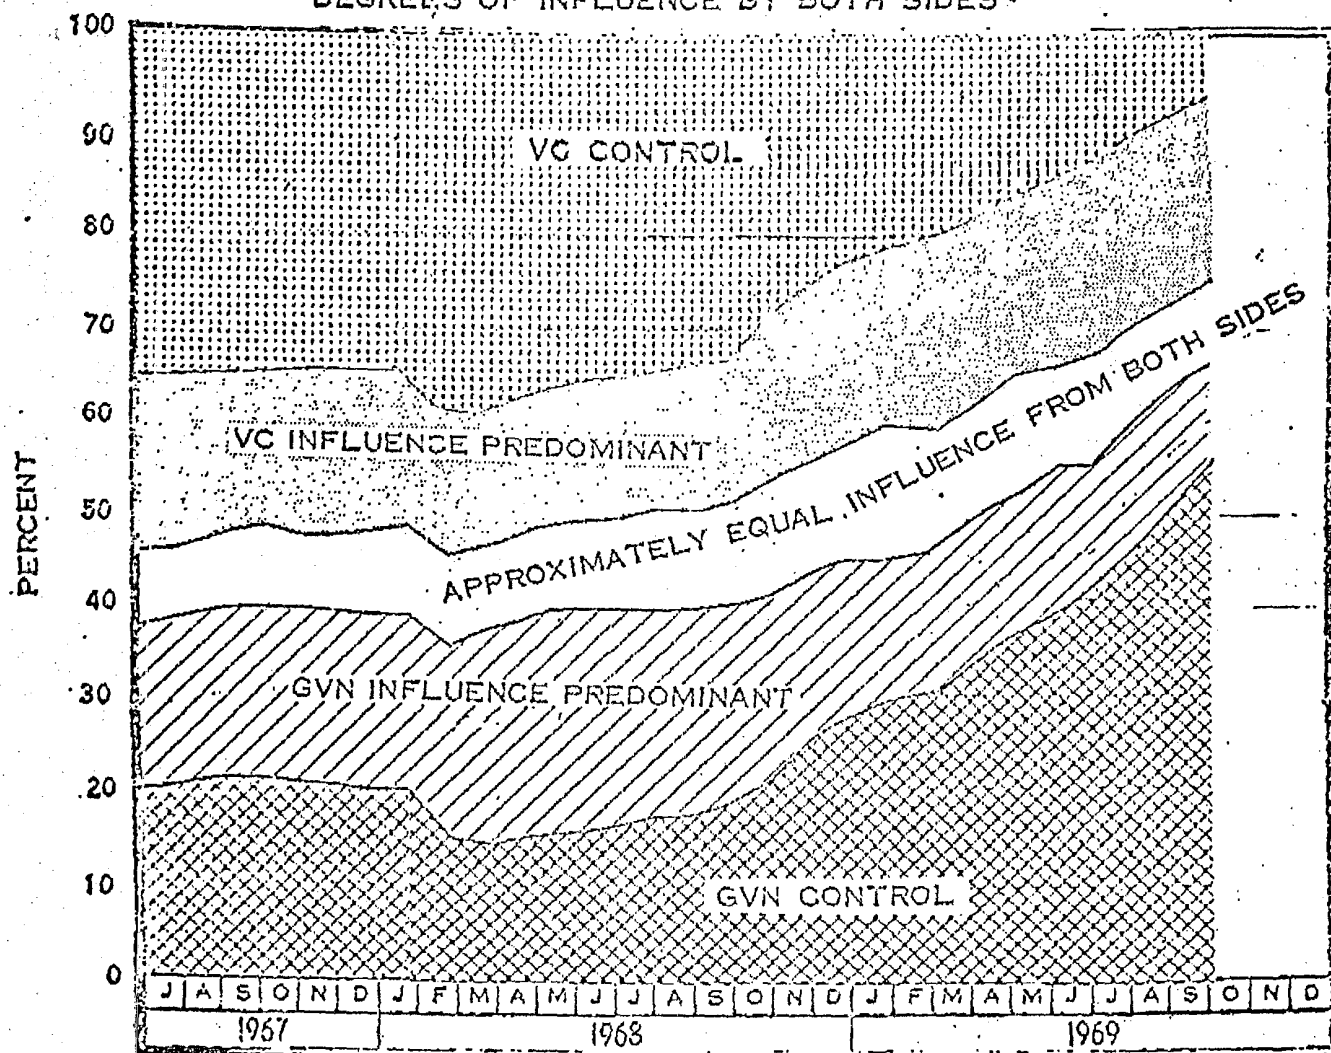 DEGREES OF INFLUENCE BY BOTH SIDES
100
90
80
70
60
50
40
30
20
10
0
PERCENT
VC CONTROL
VC INFLUENCE PREDOMINANT
APPROXIMATELY EQUAL INFLUENCE FROM BOTH SIDES
GVN INFLUENCE PREDOMINANT
GVN CONTROL
J A S O N D J F M A M J J A S O N D J F M A M J J A S O N D
1967 1968 1969